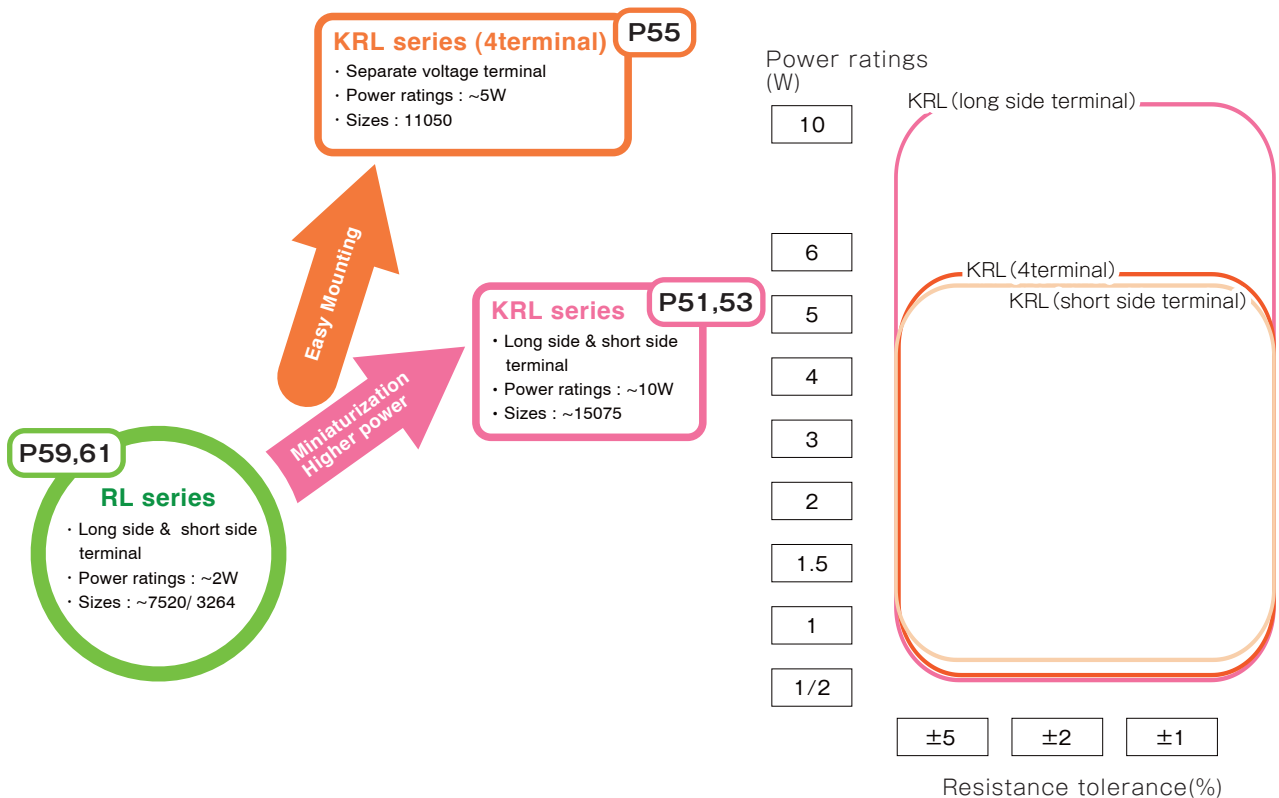 KRL series (4terminal)
P55
· Separate voltage terminal
· Power ratings : ~5W
· Sizes : 11050
Easy Mounting
KRL series
P51,53
· Long side & short side
terminal
· Power ratings : ~10W
· Sizes : ~15075
Miniaturization
Higher power
P59,61
RL series
· Long side & short side
terminal
· Power ratings : ~2W
· Sizes : ~7520/ 3264
Power ratings
(W)
10
6
5
4
3
2
1.5
1
1/2
KRL(long side terminal)
KRL(4terminal)
KRL(short side terminal)
±5 ±2 ±1
Resistance tolerance(%)